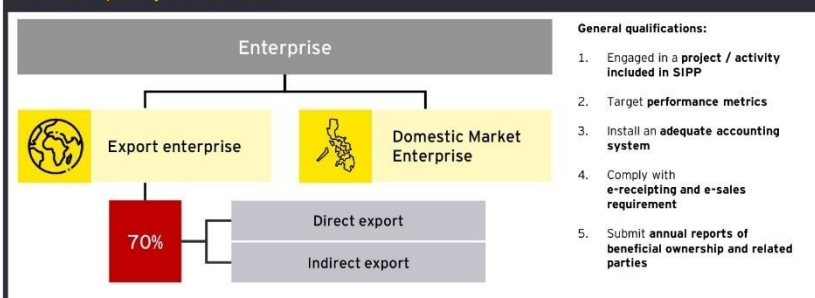 Enterprise
Export enterprise
Domestic Market
Enterprise
70%
Direct export
Indirect export
General qualifications:
1. Engaged in a project / activity
included in SIPP
2. Target performance metrics
3. Install an adequate accounting
system
4. Comply with
e-receipting and e-sales
requirement
5. Submit annual reports of
beneficial ownership and related
parties